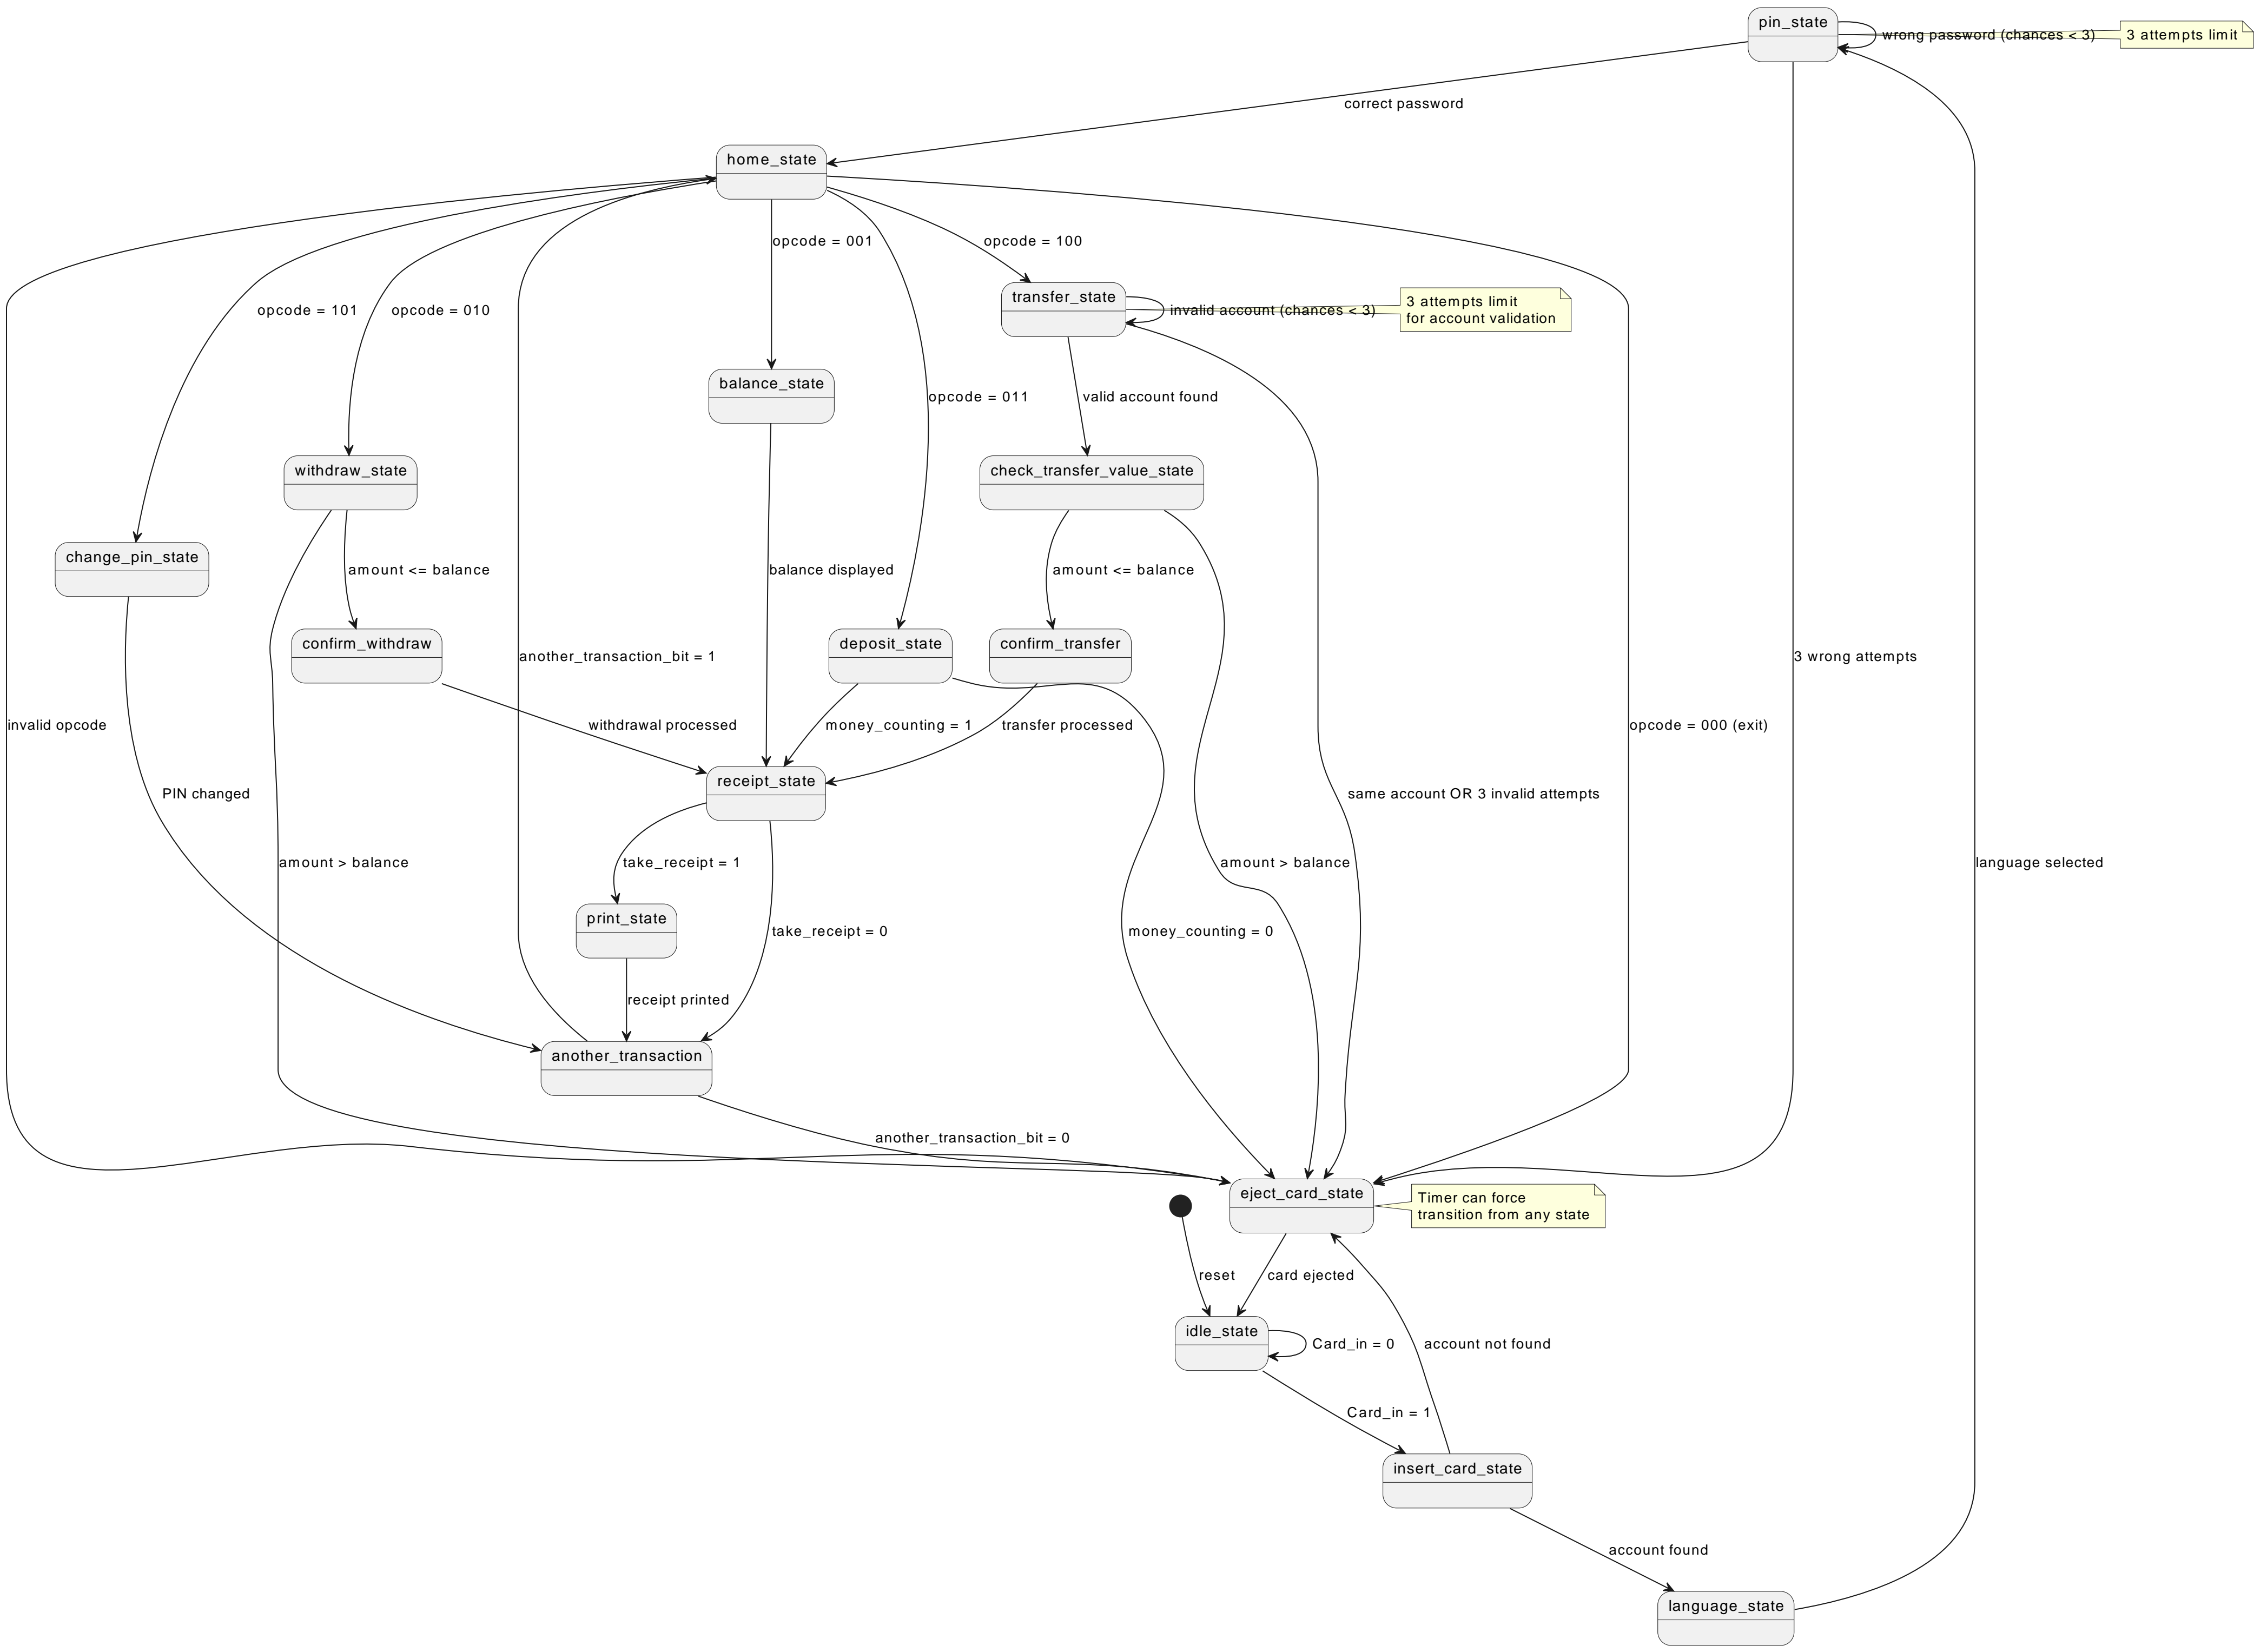 pin_state
wrong password (chances < 3)
3 attempts limit
correct password
home_state
opcode = 001
opcode = 100
opcode = 101
opcode = 010
transfer_state
invalid account (chances < 3)
3 attempts limit
for account validation
balance_state
opcode = 011
valid account found
withdraw_state
check_transfer_value_state
change_pin_state
amount <= balance
balance displayed
amount <= balance
confirm_withdraw
another_transaction_bit = 1
deposit_state
confirm_transfer
3 wrong attempts
invalid opcode
withdrawal processed
money_counting = 1
transfer processed
opcode = 000 (exit)
receipt_state
PIN changed
same account OR 3 invalid attempts
amount > balance
take_receipt = 1
amount > balance
language selected
print_state
take_receipt = 0
money_counting = 0
receipt printed
another_transaction
another_transaction_bit = 0
eject_card_state
Timer can force
transition from any state
reset
card ejected
idle_state
Card_in = 0
account not found
Card_in = 1
insert_card_state
account found
language_state